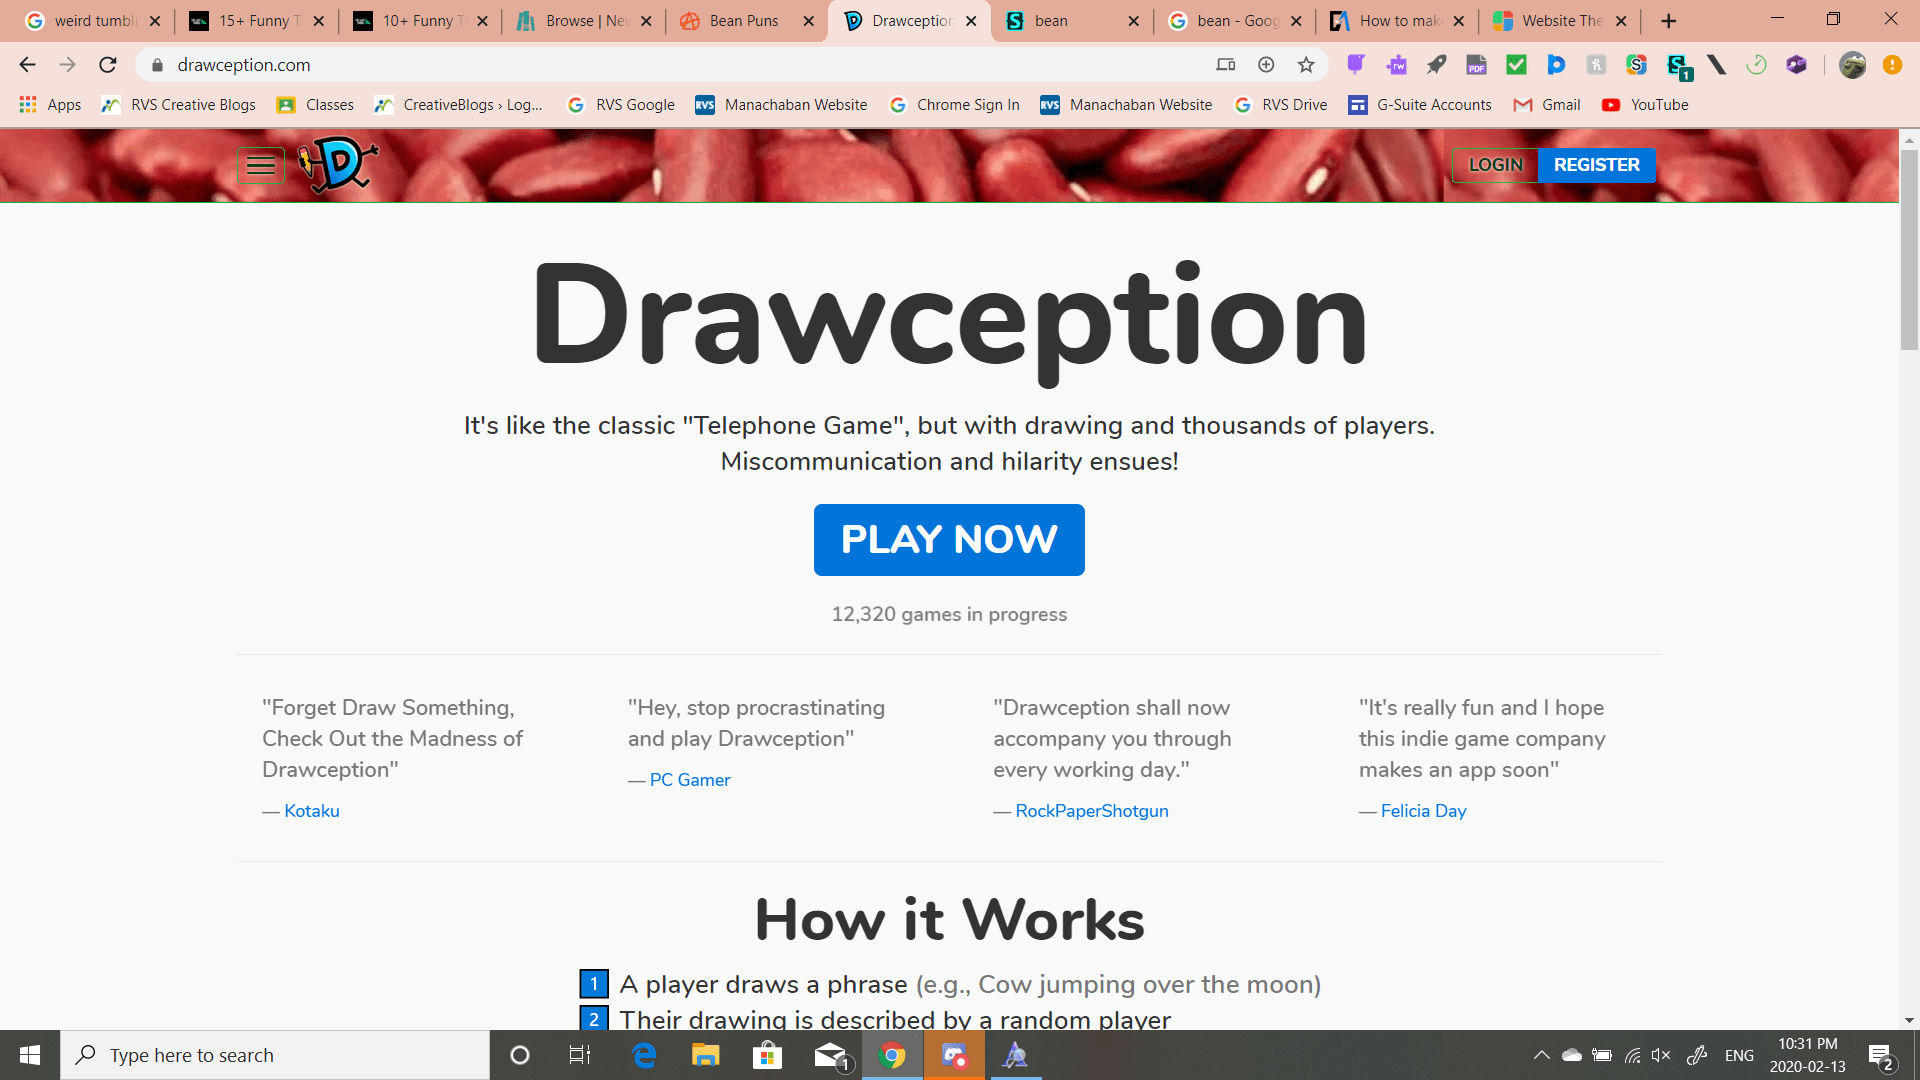 weird tumblr
15+ Funny T
10+ Funny T
Browse | New
Bean Puns
Drawception
bean
bean - Goog
How to make
Website The
drawception.com
Apps
RVS Creative Blogs
Classes
CreativeBlogs › Log...
RVS Google
Manachaban Website
Chrome Sign In
Manachaban Website
RVS Drive
G-Suite Accounts
Gmail
YouTube
LOGIN
REGISTER
Drawception
It's like the classic "Telephone Game", but with drawing and thousands of players.
Miscommunication and hilarity ensues!
PLAY NOW
12,320 games in progress
"Forget Draw Something,
Check Out the Madness of
Drawception"
— Kotaku
"Hey, stop procrastinating
and play Drawception"
— PC Gamer
"Drawception shall now
accompany you through
every working day."
— RockPaperShotgun
"It's really fun and I hope
this indie game company
makes an app soon"
— Felicia Day
How it Works
1 A player draws a phrase (e.g., Cow jumping over the moon)
2 Their drawing is described by a random player
Type here to search
1
ENG
10:31 PM
2020-02-13
2